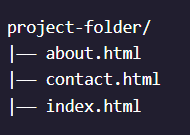 project-folder/
|── about.html
|── contact.html
|── index.html